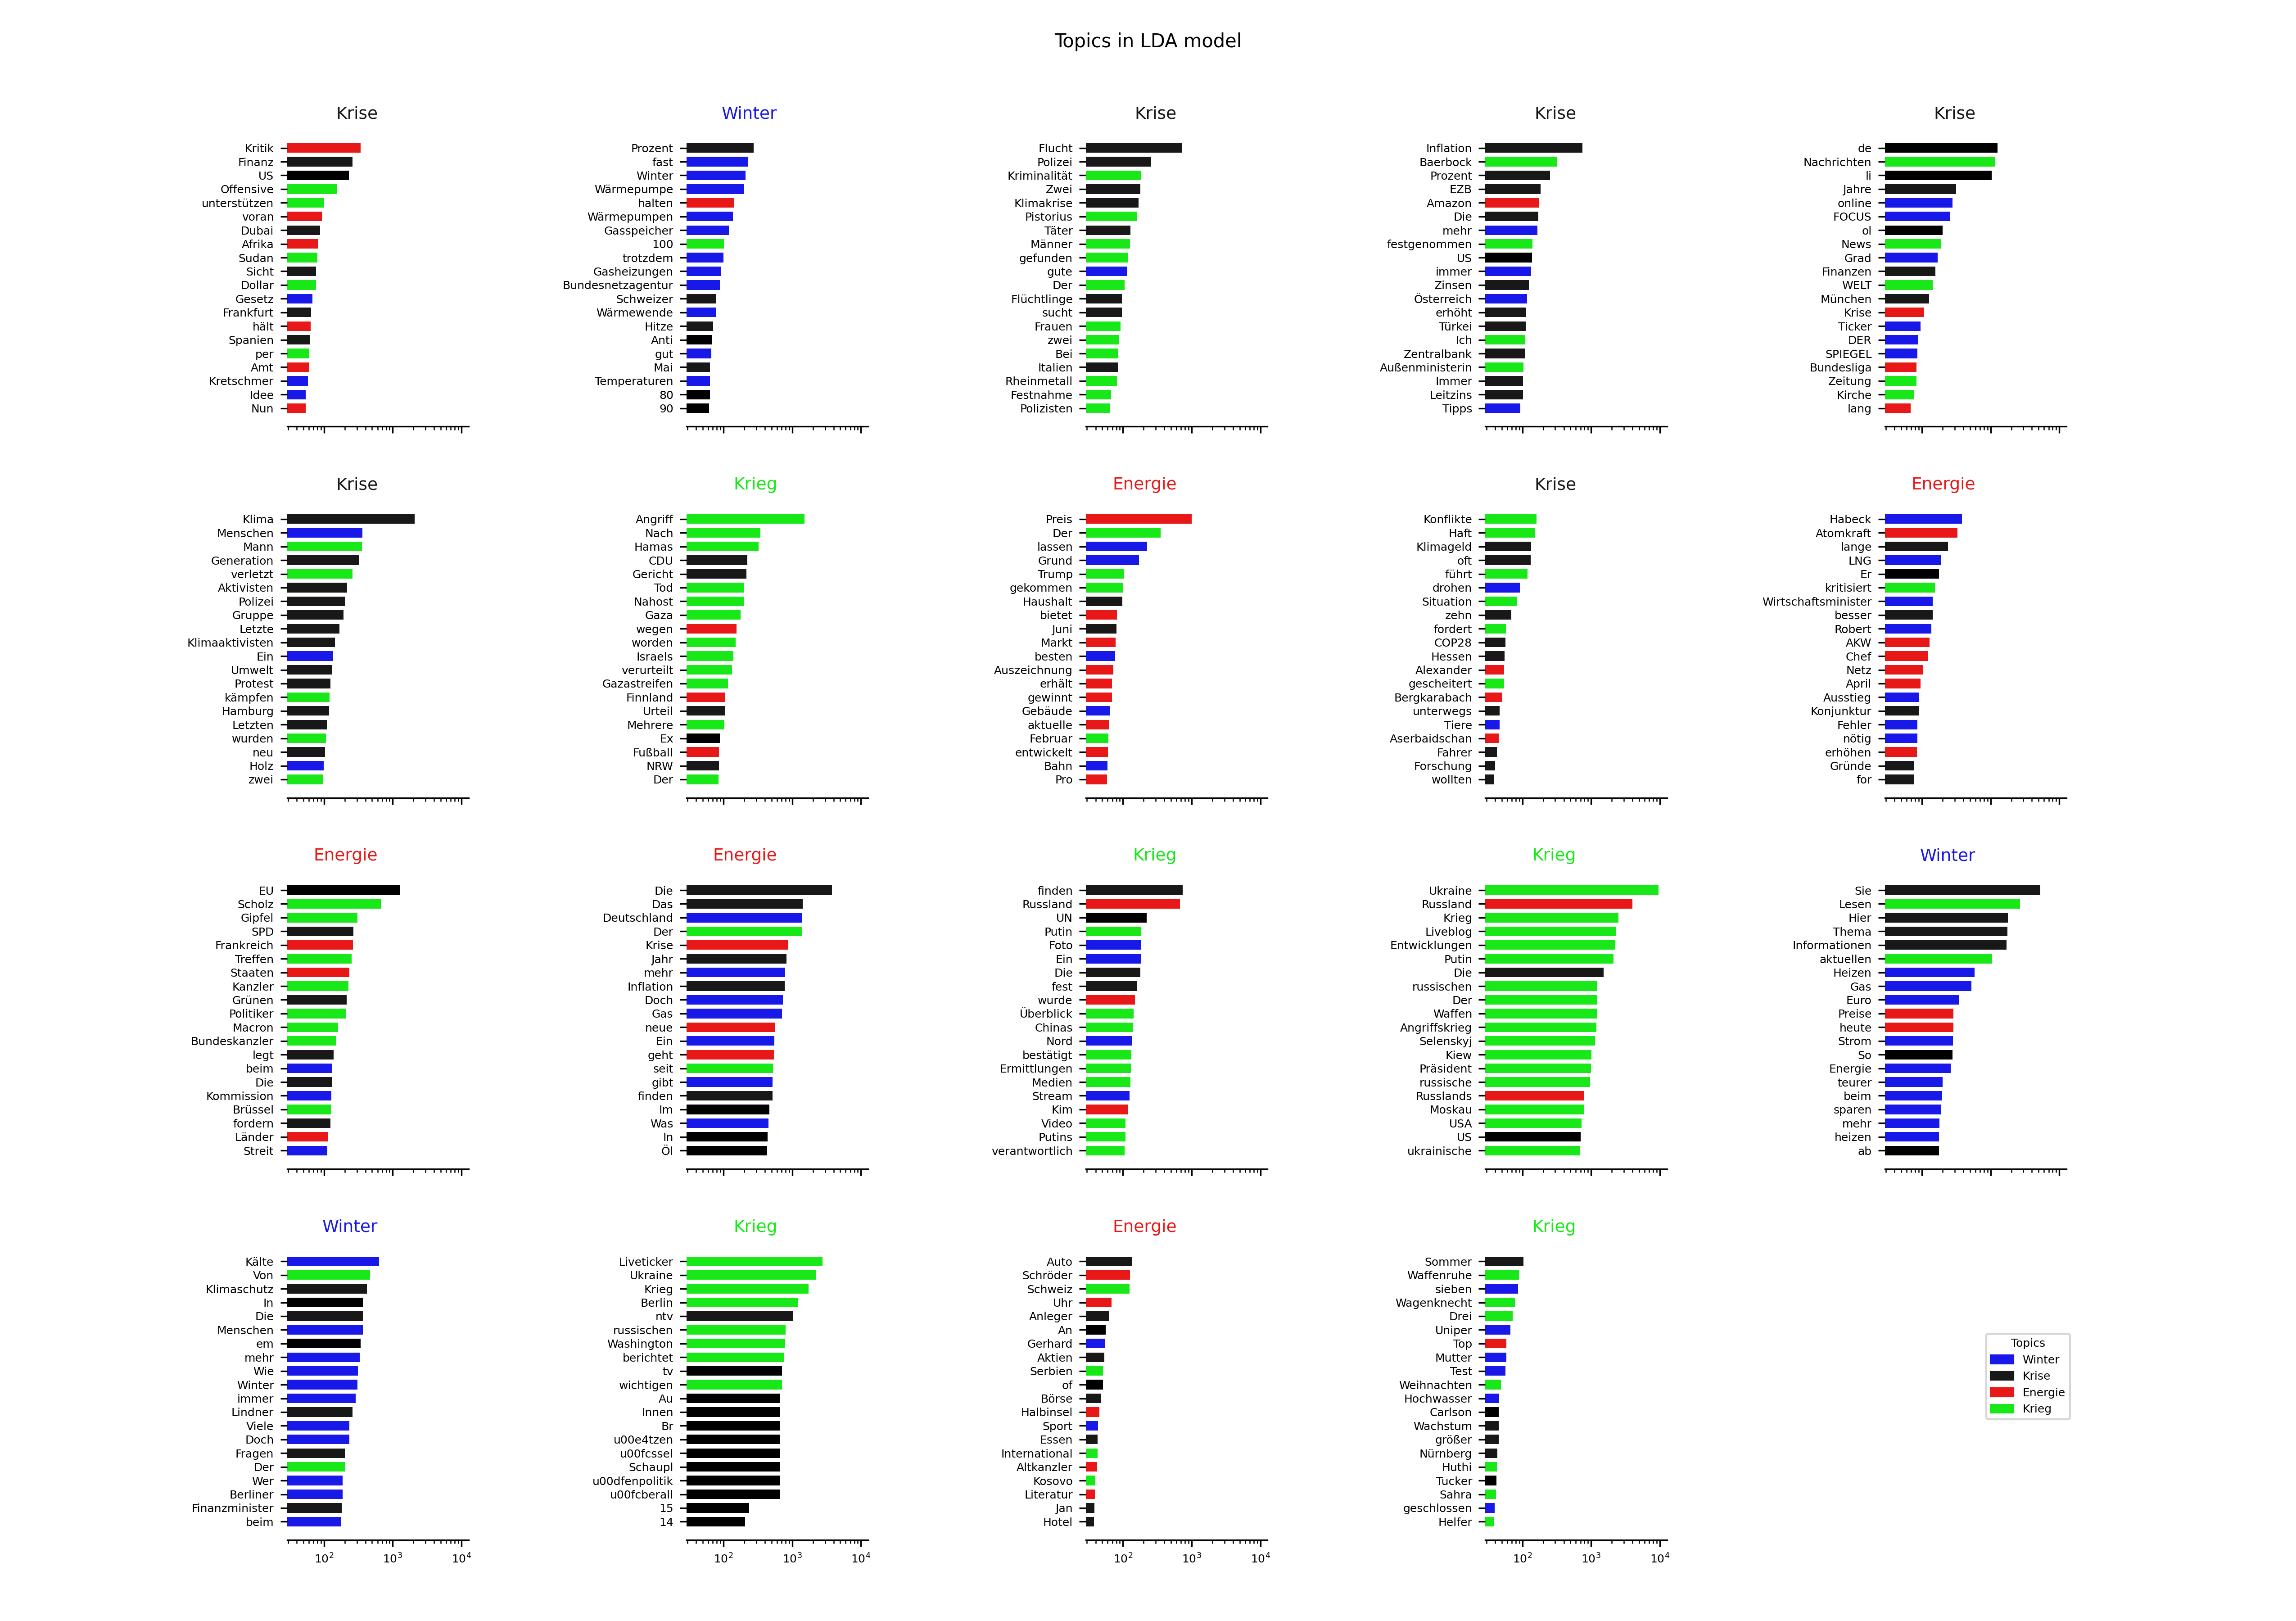 Topics in LDA model
Krise
Kritik
Finanz
US
Offensive
unterstützen
voran
Dubai
Afrika
Sudan
Sicht
Dollar
Gesetz
Frankfurt
hält
Spanien
per
Amt
Kretschmer
Idee
Nun
Winter
Prozent
fast
Winter
Wärmepumpe
halten
Wärmepumpen
Gasspeicher
100
trotzdem
Gasheizungen
Bundesnetzagentur
Schweizer
Wärmewende
Hitze
Anti
gut
Mai
Temperaturen
80
90
Krise
Flucht
Polizei
Kriminalität
Zwei
Klimakrise
Pistorius
Täter
Männer
gefunden
gute
Der
Flüchtlinge
sucht
Frauen
zwei
Bei
Italien
Rheinmetall
Festnahme
Polizisten
Krise
Inflation
Baerbock
Prozent
EZB
Amazon
Die
mehr
festgenommen
US
immer
Zinsen
Österreich
erhöht
Türkei
Ich
Zentralbank
Außenministerin
Immer
Leitzins
Tipps
Krise
de
Nachrichten
li
Jahre
online
FOCUS
ol
News
Grad
Finanzen
WELT
München
Krise
Ticker
DER
SPIEGEL
Bundesliga
Zeitung
Kirche
lang
Krise
Klima
Menschen
Mann
Generation
verletzt
Aktivisten
Polizei
Gruppe
Letzte
Klimaaktivisten
Ein
Umwelt
Protest
kämpfen
Hamburg
Letzten
wurden
neu
Holz
zwei
Krieg
Angriff
Nach
Hamas
CDU
Gericht
Tod
Nahost
Gaza
wegen
worden
Israels
verurteilt
Gazastreifen
Finnland
Urteil
Mehrere
Ex
Fußball
NRW
Der
Energie
Preis
Der
lassen
Grund
Trump
gekommen
Haushalt
bietet
Juni
Markt
besten
Auszeichnung
erhält
gewinnt
Gebäude
aktuelle
Februar
entwickelt
Bahn
Pro
Krise
Konflikte
Haft
Klimageld
oft
führt
drohen
Situation
zehn
fordert
COP28
Hessen
Alexander
gescheitert
Bergkarabach
unterwegs
Tiere
Aserbaidschan
Fahrer
Forschung
wollten
Energie
Habeck
Atomkraft
lange
LNG
Er
kritisiert
Wirtschaftsminister
besser
Robert
AKW
Chef
Netz
April
Ausstieg
Konjunktur
Fehler
nötig
erhöhen
Gründe
for
Energie
EU
Scholz
Gipfel
SPD
Frankreich
Treffen
Staaten
Kanzler
Grünen
Politiker
Macron
Bundeskanzler
legt
beim
Die
Kommission
Brüssel
fordern
Länder
Streit
Energie
Die
Das
Deutschland
Der
Krise
Jahr
mehr
Inflation
Doch
Gas
neue
Ein
geht
seit
gibt
finden
Im
Was
In
Öl
Krieg
finden
Russland
UN
Putin
Foto
Ein
Die
fest
wurde
Überblick
Chinas
Nord
bestätigt
Ermittlungen
Medien
Stream
Kim
Video
Putins
verantwortlich
Krieg
Ukraine
Russland
Krieg
Liveblog
Entwicklungen
Putin
Die
russischen
Der
Waffen
Angriffskrieg
Selenskyj
Kiew
Präsident
russische
Russlands
Moskau
USA
US
ukrainische
Winter
Sie
Lesen
Hier
Thema
Informationen
aktuellen
Heizen
Gas
Euro
Preise
heute
Strom
So
Energie
teurer
beim
sparen
mehr
heizen
ab
Winter
Kälte
Von
Klimaschutz
In
Die
Menschen
em
mehr
Wie
Winter
immer
Lindner
Viele
Doch
Fragen
Der
Wer
Berliner
Finanzminister
beim
10² 10³ 10⁴
Krieg
Liveticker
Ukraine
Krieg
Berlin
ntv
russischen
Washington
berichtet
tv
wichtigen
Au
Innen
Br
u00e4tzen
u00fcssel
Schaupl
u00dfenpolitik
u00fcberall
15
14
10² 10³ 10⁴
Energie
Auto
Schröder
Schweiz
Uhr
Anleger
An
Gerhard
Aktien
Serbien
of
Börse
Halbinsel
Sport
Essen
International
Altkanzler
Kosovo
Literatur
Jan
Hotel
10² 10³ 10⁴
Krieg
Sommer
Waffenruhe
sieben
Wagenknecht
Drei
Uniper
Top
Mutter
Test
Weihnachten
Hochwasser
Carlson
Wachstum
größer
Nürnberg
Huthi
Tucker
Sahra
geschlossen
Helfer
10² 10³ 10⁴
Topics
Winter
Krise
Energie
Krieg